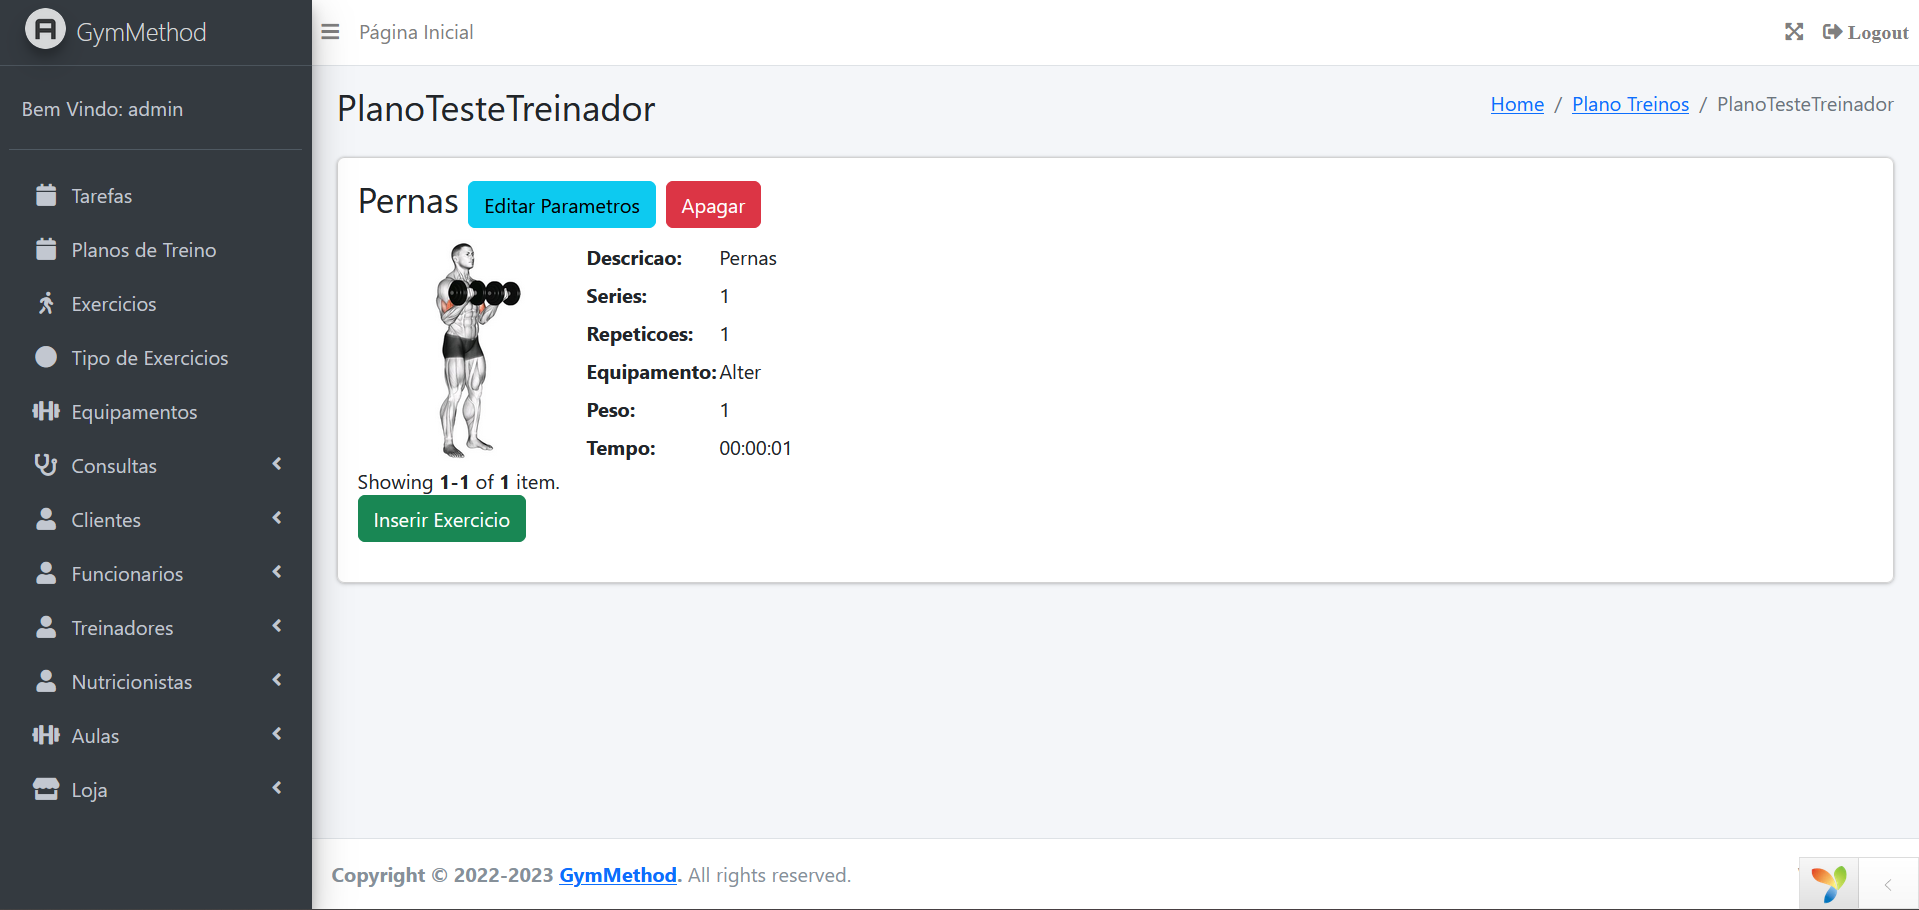 GymMethod
Página Inicial
Logout
Bem Vindo: admin
Tarefas
Planos de Treino
Exercicios
Tipo de Exercicios
Equipamentos
Consultas
Clientes
Funcionarios
Treinadores
Nutricionistas
Aulas
Loja
PlanoTesteTreinador
Home / Plano Treinos / PlanoTesteTreinador
Pernas Editar Parametros Apagar
Descricao: Pernas
Series: 1
Repeticoes: 1
Equipamento: Alter
Peso: 1
Tempo: 00:00:01
Showing 1-1 of 1 item.
Inserir Exercicio
Copyright © 2022-2023 GymMethod. All rights reserved.